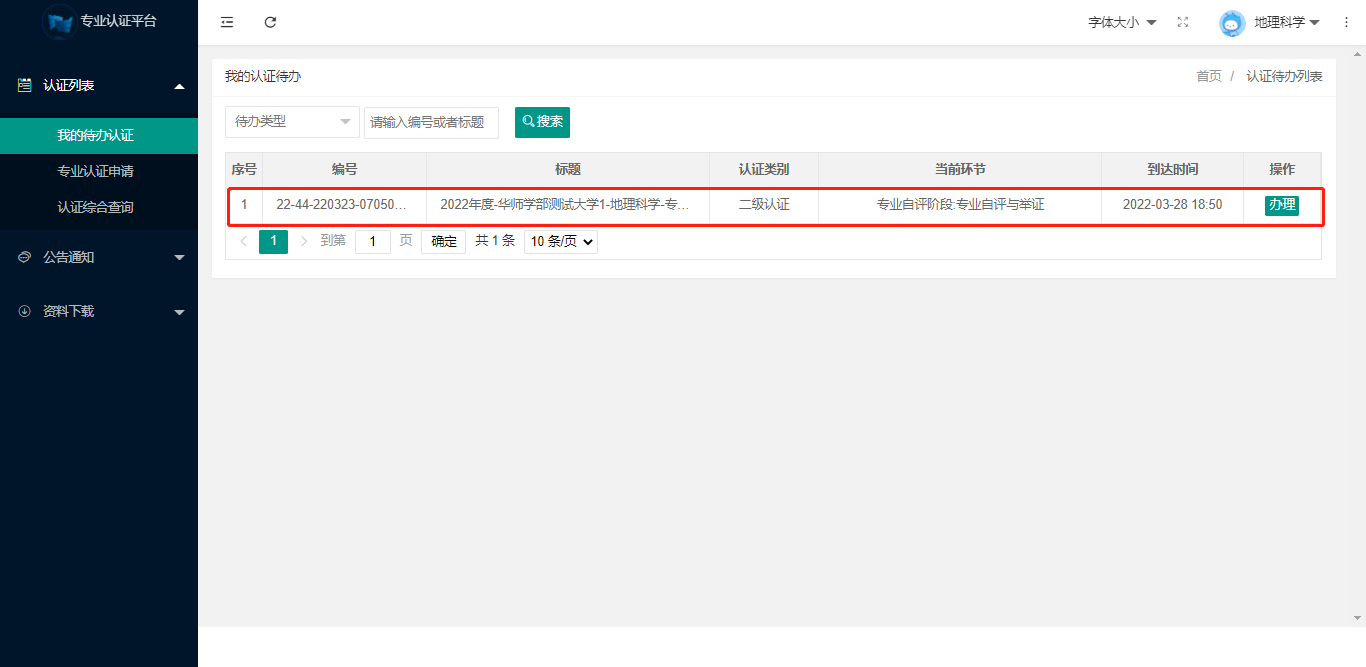 专业认证平台
字体大小
地理科学
认证列表
我的待办认证
专业认证申请
认证综合查询
公告通知
资料下载
我的认证待办
首页 / 认证待办列表
待办类型 请输入编号或者标题 搜索
序号 编号 标题 认证类别 当前环节 到达时间 操作
1 22-44-220323-07050... 2022年度-华师学部测试大学1-地理科学-专... 二级认证 专业自评阶段:专业自评与举证 2022-03-28 18:50 办理
1 到第 1 页 确定 共 1 条 10 条/页